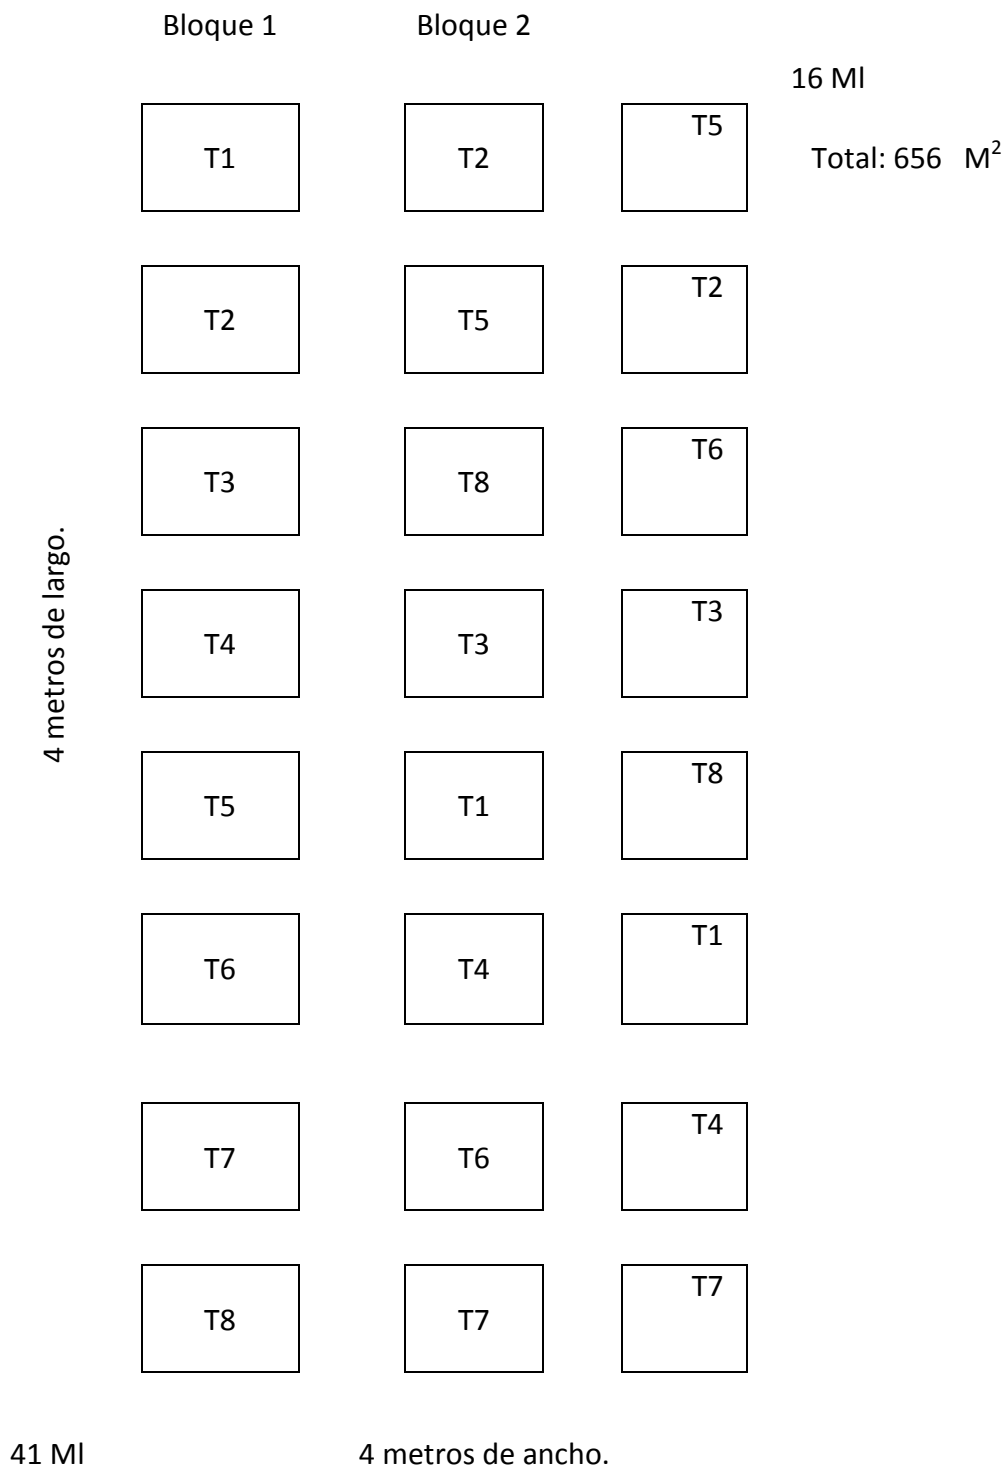 Bloque 1 Bloque 2
16 Ml
T1 T2 T5
Total: 656 M²
T2 T5 T2
T3 T8 T6
4 metros de largo.
T4 T3 T3
T5 T1 T8
T6 T4 T1
T7 T6 T4
T8 T7 T7
41 Ml 4 metros de ancho.